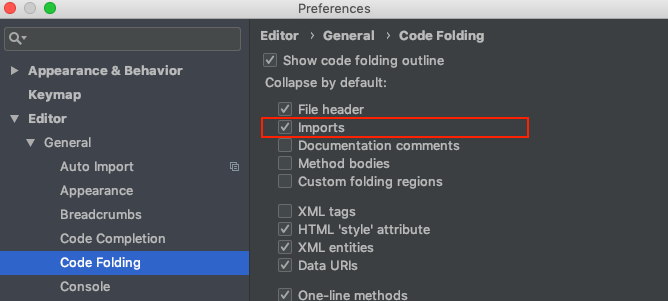 Preferences
Appearance & Behavior
Keymap
Editor
General
Auto Import
Appearance
Breadcrumbs
Code Completion
Code Folding
Console
Editor › General › Code Folding
Show code folding outline
Collapse by default:
File header
Imports
Documentation comments
Method bodies
Custom folding regions
XML tags
HTML 'style' attribute
XML entities
Data URIs
One-line methods